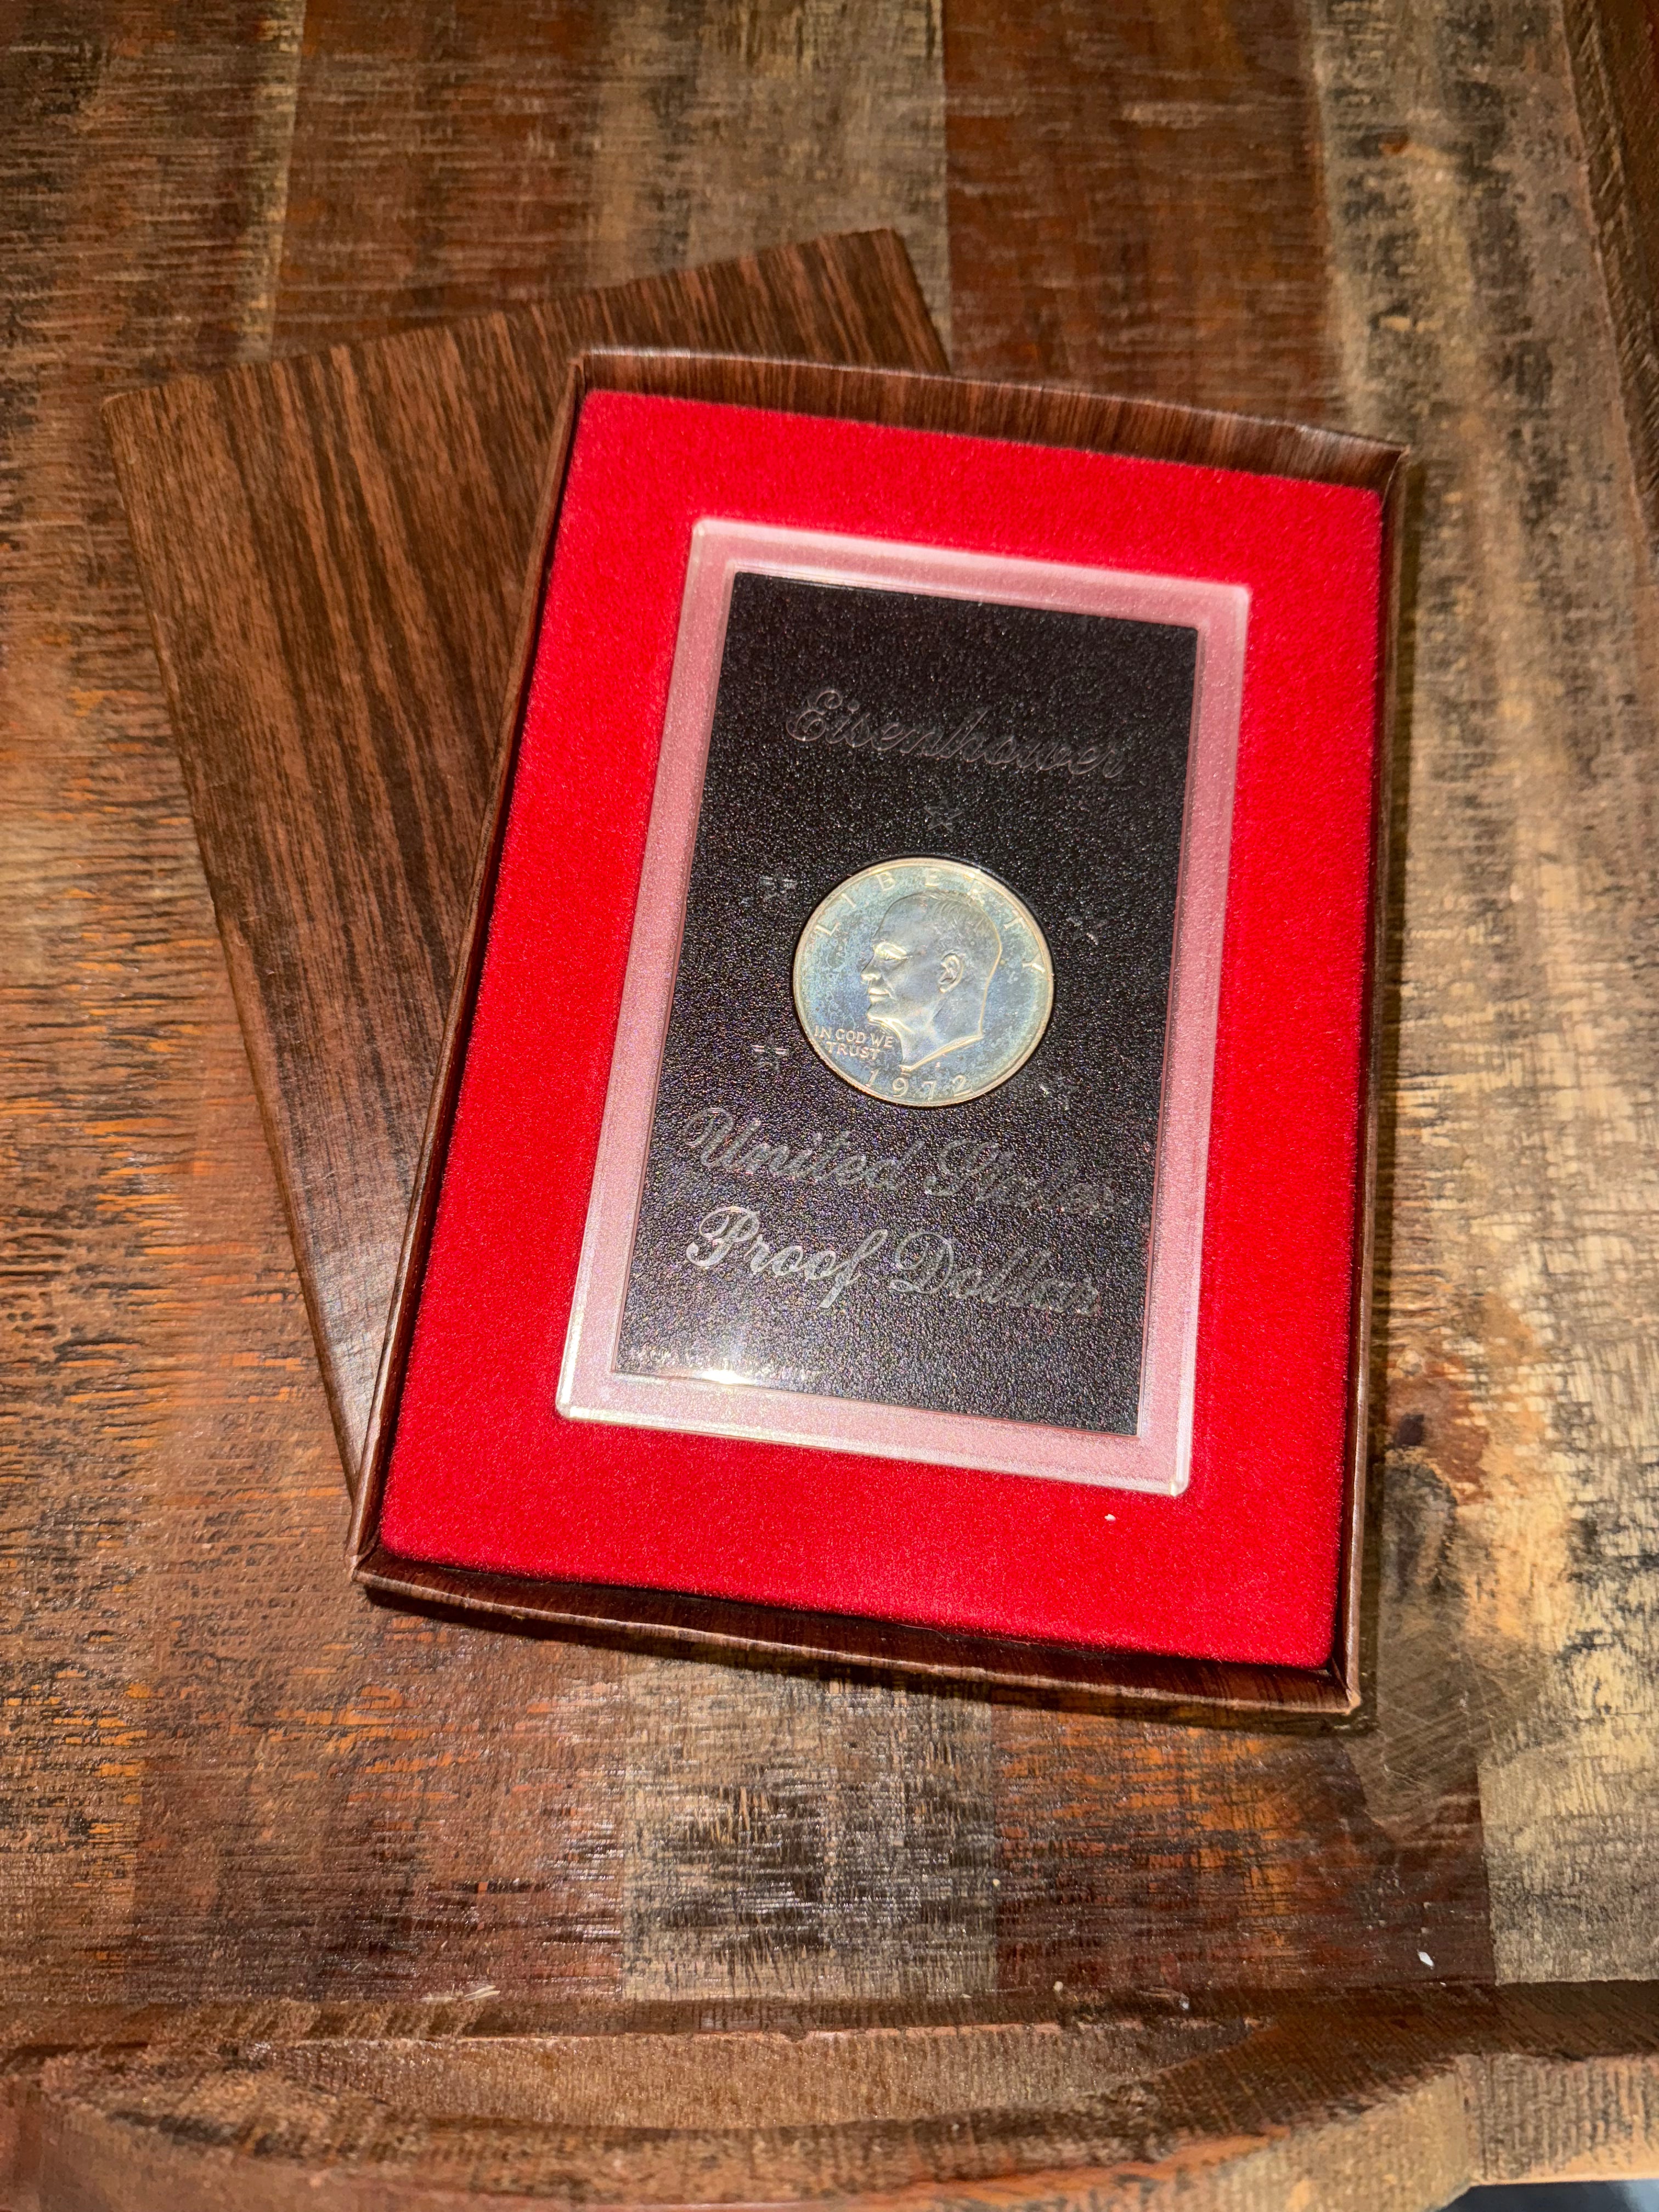 Eisenhower
LIBERTY
IN GOD WE
TRUST
1972
United States
Proof Dollar